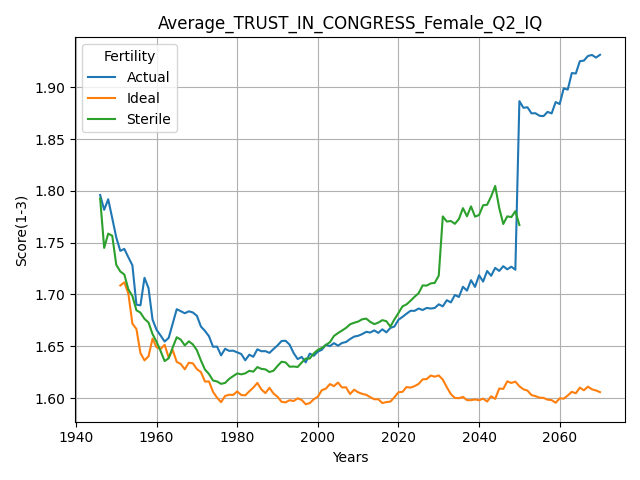 Average_TRUST_IN_CONGRESS_Female_Q2_IQ
Fertility
Actual
Ideal
Sterile
Score(1-3)
1.90
1.85
1.80
1.75
1.70
1.65
1.60
1940
1960
1980
2000
2020
2040
2060
Years